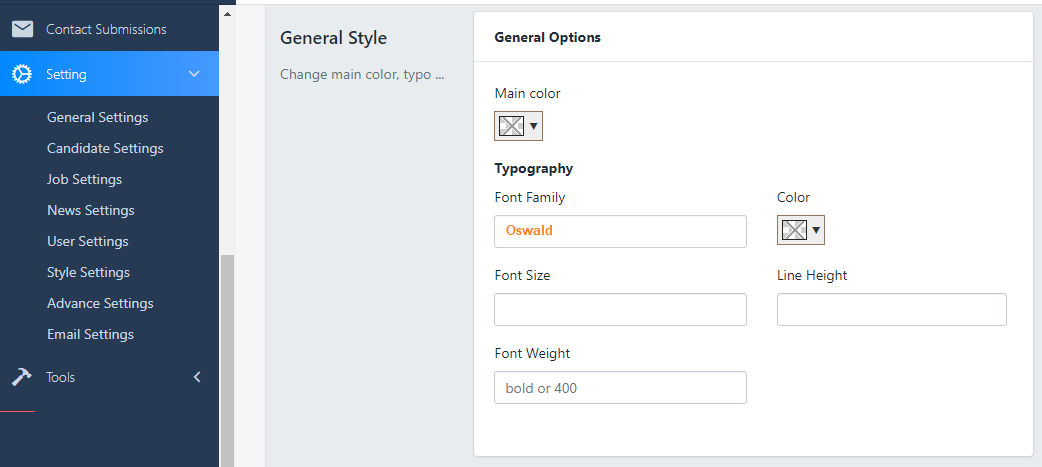 Contact Submissions
Setting
General Settings
Candidate Settings
Job Settings
News Settings
User Settings
Style Settings
Advance Settings
Email Settings
Tools
General Style
Change main color, typo ...
General Options
Main color
Typography
Font Family
Color
Oswald
Font Size
Line Height
Font Weight
bold or 400